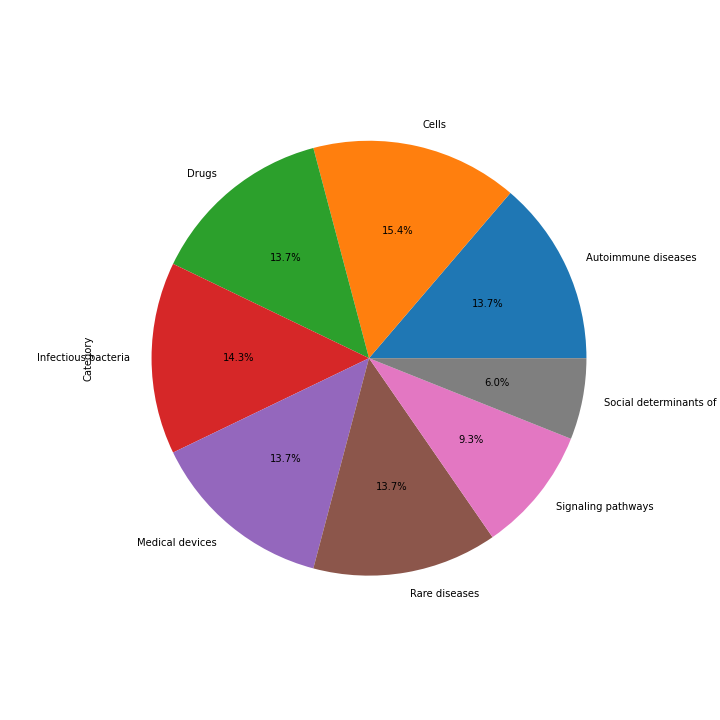 Cells
Drugs
15.4%
Autoimmune diseases
13.7%
13.7%
Infectious bacteria
14.3%
Category
6.0%
Social determinants of
9.3%
13.7%
13.7%
Signaling pathways
Medical devices
Rare diseases